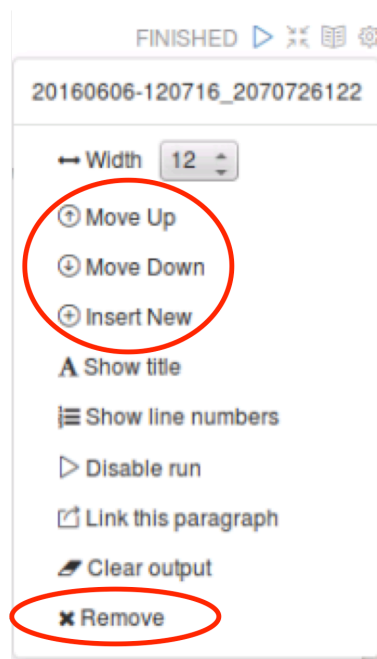 FINISHED
20160606-120716_2070726122
Width 12
Move Up
Move Down
Insert New
Show title
Show line numbers
Disable run
Link this paragraph
Clear output
Remove